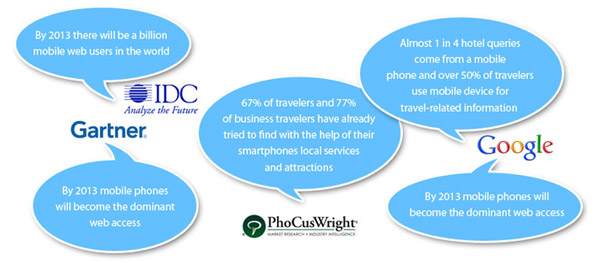 By 2013 there will be a billion
mobile web users in the world
IDC
Analyze the Future
Gartner
By 2013 mobile phones
will become the dominant
web access
67% of travelers and 77%
of business travelers have already
tried to find with the help of their
smartphones local services
and attractions
PhoCusWright®
MARKET RESEARCH • INDUSTRY INTELLIGENCE
Almost 1 in 4 hotel queries
come from a mobile
phone and over 50% of travelers
use mobile device for
travel-related information
Google
By 2013 mobile phones will
become the dominant web access